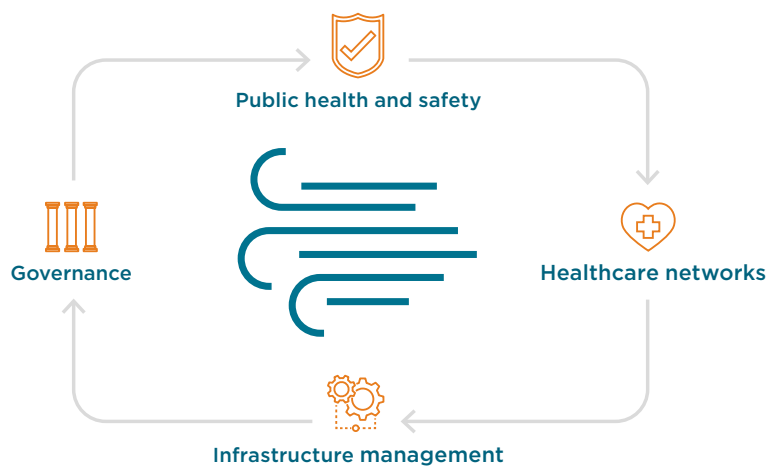 Public health and safety
Governance
Healthcare networks
Infrastructure management